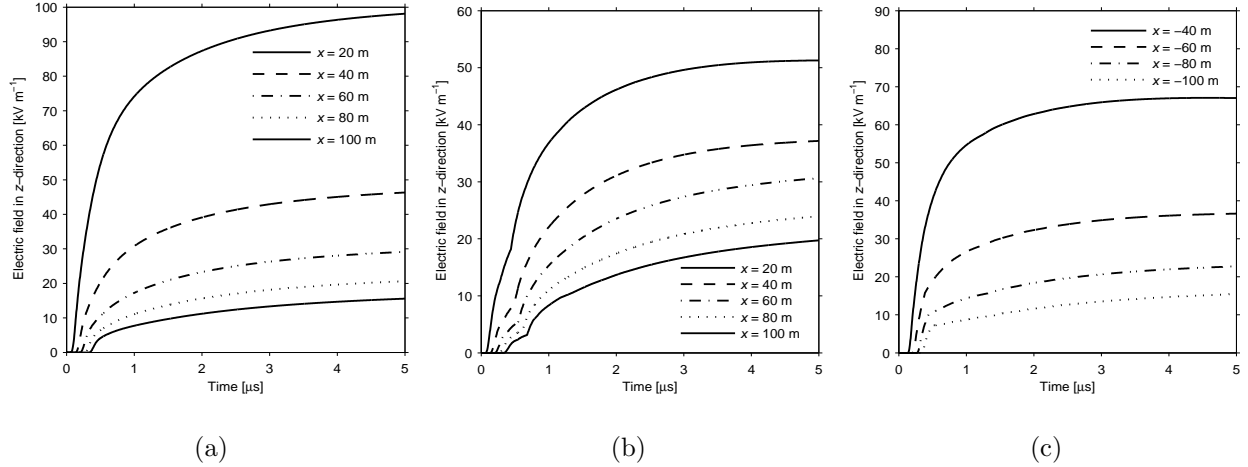 100
90
80
70
60
50
40
30
20
10
0
Electric field in z−direction [kV m−1]
x = 20 m
x = 40 m
x = 60 m
x = 80 m
x = 100 m
0 1 2 3 4 5
Time [μs]
(a)
60
50
40
30
20
10
0
Electric field in z−direction [kV m−1]
x = 20 m
x = 40 m
x = 60 m
x = 80 m
x = 100 m
0 1 2 3 4 5
Time [μs]
(b)
90
80
70
60
50
40
30
20
10
0
Electric field in z−direction [kV m−1]
x = −40 m
x = −60 m
x = −80 m
x = −100 m
0 1 2 3 4 5
Time [μs]
(c)